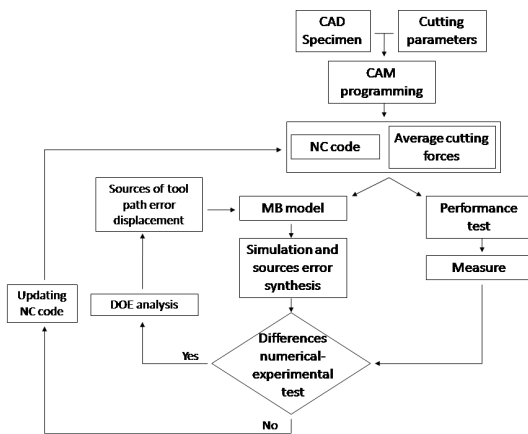 CAD
Specimen
Cutting
parameters
CAM
programming
NC code
Average cutting
forces
Sources of tool
path error
displacement
MB model
Performance
test
Simulation and
sources error
synthesis
Measure
Updating
NC code
DOE analysis
Differences
numerical-
experimental
test
Yes
No